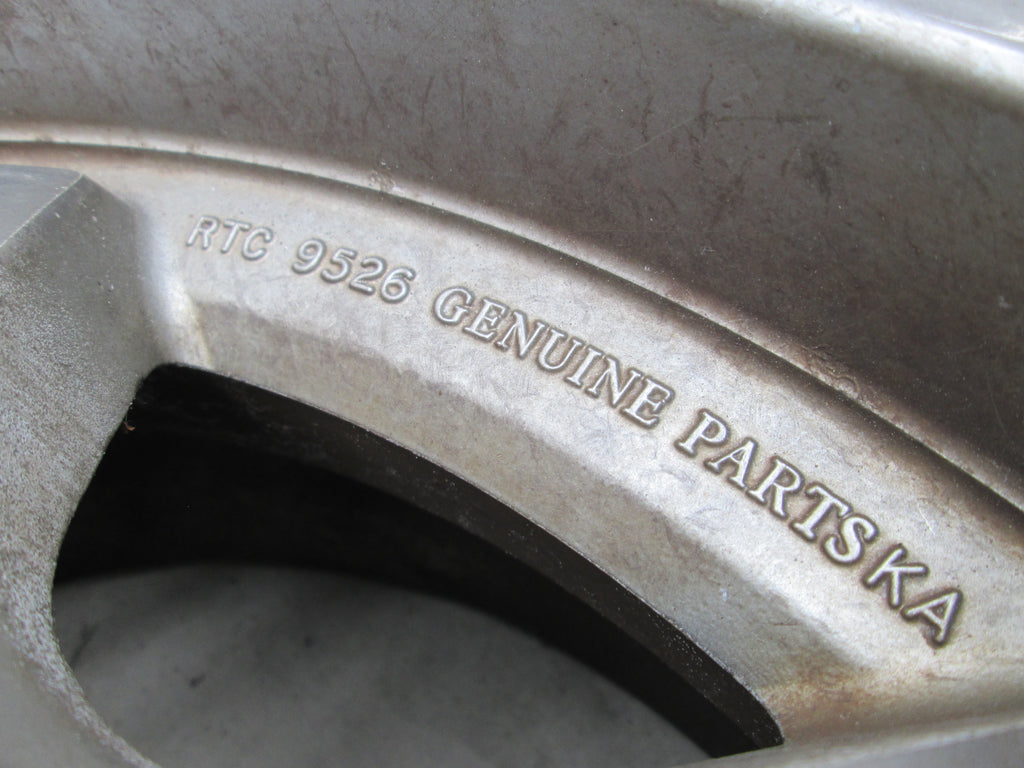 RTC 9526 GENUINE PARTS KA